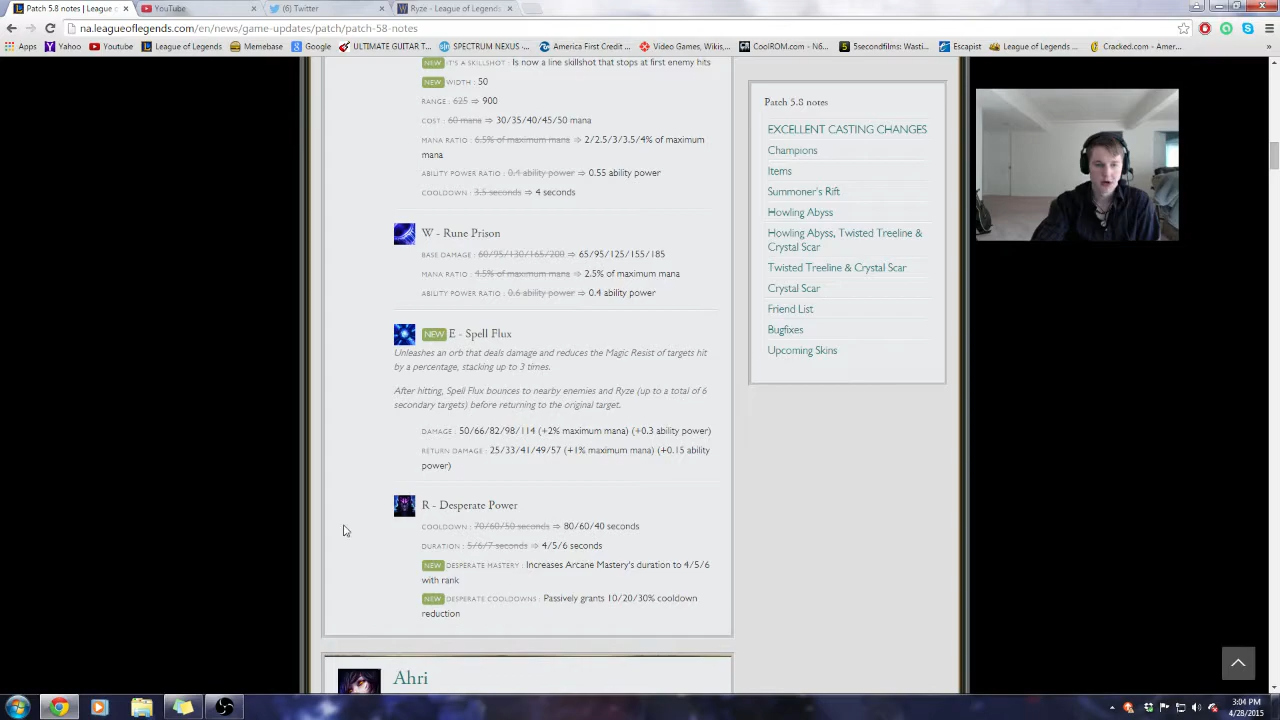 Patch 5.8 notes | League c
YouTube
(6) Twitter
Ryze - League of Legends
na.leagueoflegends.com/en/news/game-updates/patch/patch-58-notes
Apps Yahoo Youtube League of Legends Memebase Google ULTIMATE GUITAR T... SPECTRUM NEXUS -... America First Credit ... Video Games, Wikis,... CoolROM.com - N6... 5secondfilms: Wasti... Escapist League of Legends ... Cracked.com - Amer...
NEW IT'S A SKILLSHOT : Is now a line skillshot that stops at first enemy hits
NEW WIDTH : 50
RANGE : 625 ⇒ 900
COST : 60 mana ⇒ 30/35/40/45/50 mana
MANA RATIO : 6.5% of maximum mana ⇒ 2/2.5/3/3.5/4% of maximum
mana
ABILITY POWER RATIO : 0.4 ability power ⇒ 0.55 ability power
COOLDOWN : 3.5 seconds ⇒ 4 seconds
W - Rune Prison
BASE DAMAGE : 60/95/130/165/200 ⇒ 65/95/125/155/185
MANA RATIO : 4.5% of maximum mana ⇒ 2.5% of maximum mana
ABILITY POWER RATIO : 0.6 ability power ⇒ 0.4 ability power
NEW E - Spell Flux
Unleashes an orb that deals damage and reduces the Magic Resist of targets hit
by a percentage, stacking up to 3 times.
After hitting, Spell Flux bounces to nearby enemies and Ryze (up to a total of 6
secondary targets) before returning to the original target.
DAMAGE : 50/66/82/98/114 (+2% maximum mana) (+0.3 ability power)
RETURN DAMAGE : 25/33/41/49/57 (+1% maximum mana) (+0.15 ability
power)
R - Desperate Power
COOLDOWN : 70/60/50 seconds ⇒ 80/60/40 seconds
DURATION : 5/6/7 seconds ⇒ 4/5/6 seconds
NEW DESPERATE MASTERY : Increases Arcane Mastery's duration to 4/5/6
with rank
NEW DESPERATE COOLDOWNS : Passively grants 10/20/30% cooldown
reduction
Ahri
Patch 5.8 notes
EXCELLENT CASTING CHANGES
Champions
Items
Summoner's Rift
Howling Abyss
Howling Abyss, Twisted Treeline &
Crystal Scar
Twisted Treeline & Crystal Scar
Crystal Scar
Friend List
Bugfixes
Upcoming Skins
3:04 PM
4/28/2015